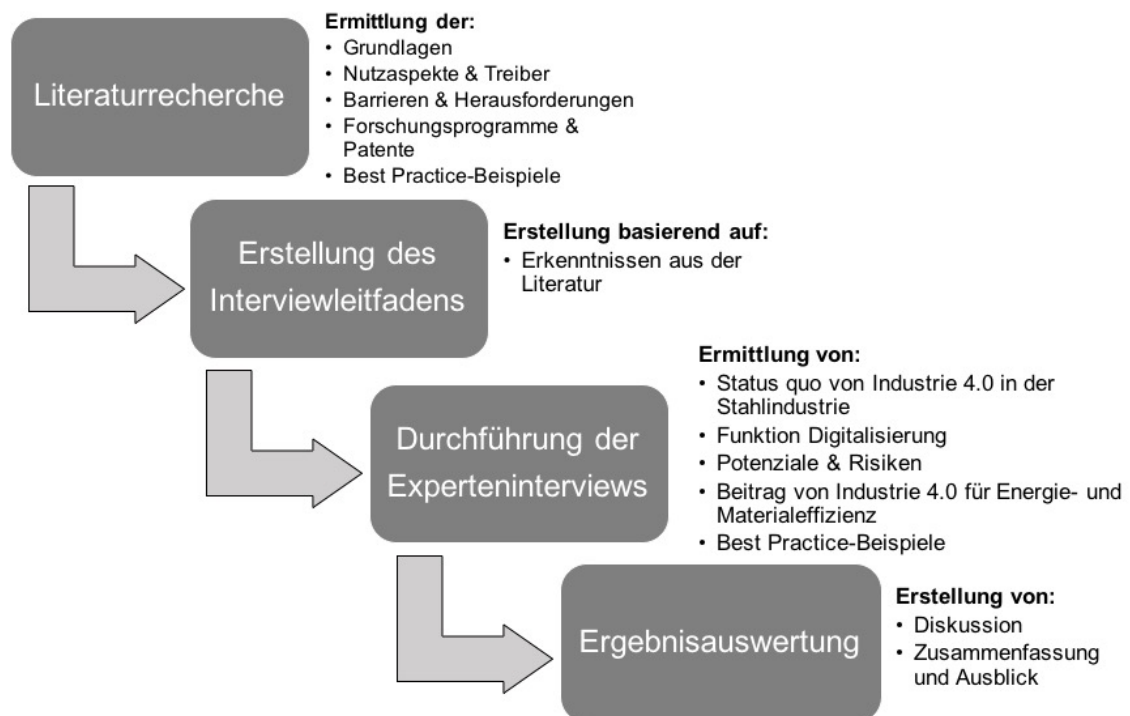 Literaturrecherche
Ermittlung der:
• Grundlagen
• Nutzaspekte & Treiber
• Barrieren & Herausforderungen
• Forschungsprogramme &
Patente
• Best Practice-Beispiele
Erstellung des
Interviewleitfadens
Erstellung basierend auf:
• Erkenntnissen aus der
Literatur
Durchführung der
Experteninterviews
Ermittlung von:
• Status quo von Industrie 4.0 in der
Stahlindustrie
• Funktion Digitalisierung
• Potenziale & Risiken
• Beitrag von Industrie 4.0 für Energie- und
Materialeffizienz
• Best Practice-Beispiele
Ergebnisauswertung
Erstellung von:
• Diskussion
• Zusammenfassung
und Ausblick